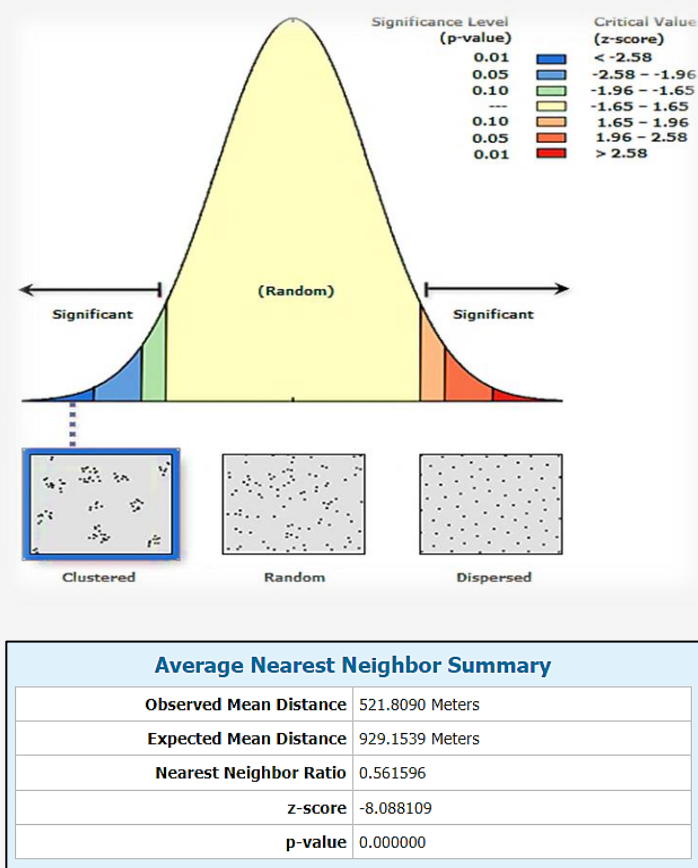 Significance Level (p-value) Critical Value (z-score)
0.01 < -2.58
0.05 -2.58 – -1.96
0.10 -1.96 – -1.65
--- -1.65 – 1.65
0.10 1.65 – 1.96
0.05 1.96 – 2.58
0.01 > 2.58
Significant (Random) Significant
Clustered Random Dispersed
Average Nearest Neighbor Summary
Observed Mean Distance 521.8090 Meters
Expected Mean Distance 929.1539 Meters
Nearest Neighbor Ratio 0.561596
z-score -8.088109
p-value 0.000000